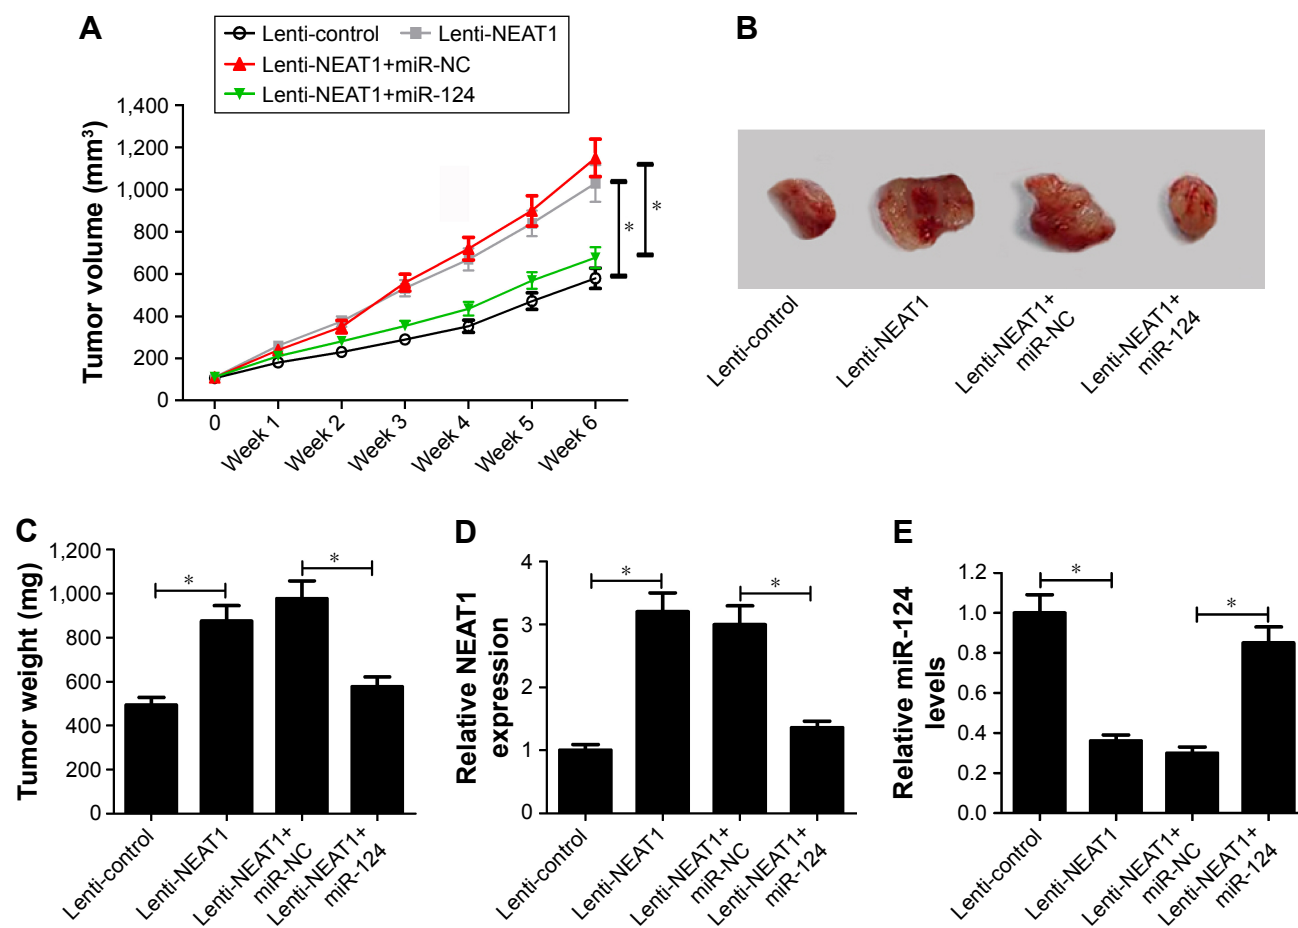 A
Lenti-control Lenti-NEAT1
Lenti-NEAT1+miR-NC
Lenti-NEAT1+miR-124
Tumor volume (mm³)
1,400
1,200
1,000
800
600
400
200
0
0
Week 1
Week 2
Week 3
Week 4
Week 5
Week 6
*
*
B
Lenti-control
Lenti-NEAT1
Lenti-NEAT1+
miR-NC
Lenti-NEAT1+
miR-124
C
Tumor weight (mg)
1,200
1,000
800
600
400
200
0
*
*
Lenti-control
Lenti-NEAT1
Lenti-NEAT1+
miR-NC
Lenti-NEAT1+
miR-124
D
Relative NEAT1
expression
4
3
2
1
0
*
*
Lenti-control
Lenti-NEAT1
Lenti-NEAT1+
miR-NC
Lenti-NEAT1+
miR-124
E
Relative miR-124
levels
1.2
1.0
0.8
0.6
0.4
0.2
0.0
*
*
Lenti-control
Lenti-NEAT1
Lenti-NEAT1+
miR-NC
Lenti-NEAT1+
miR-124